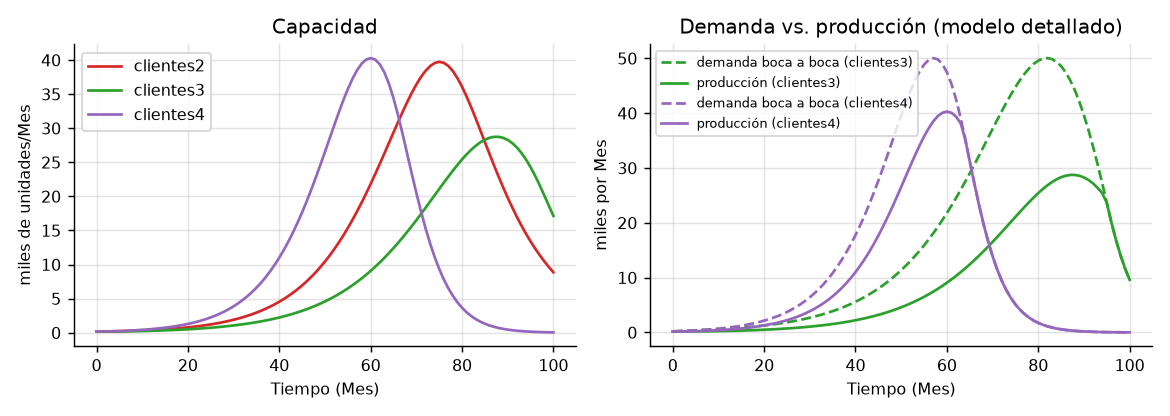 Capacidad
miles de unidades/Mes
40
35
30
25
20
15
10
5
0
clientes2
clientes3
clientes4
0 20 40 60 80 100
Tiempo (Mes)
Demanda vs. producción (modelo detallado)
miles por Mes
50
40
30
20
10
0
demanda boca a boca (clientes3)
producción (clientes3)
demanda boca a boca (clientes4)
producción (clientes4)
0 20 40 60 80 100
Tiempo (Mes)